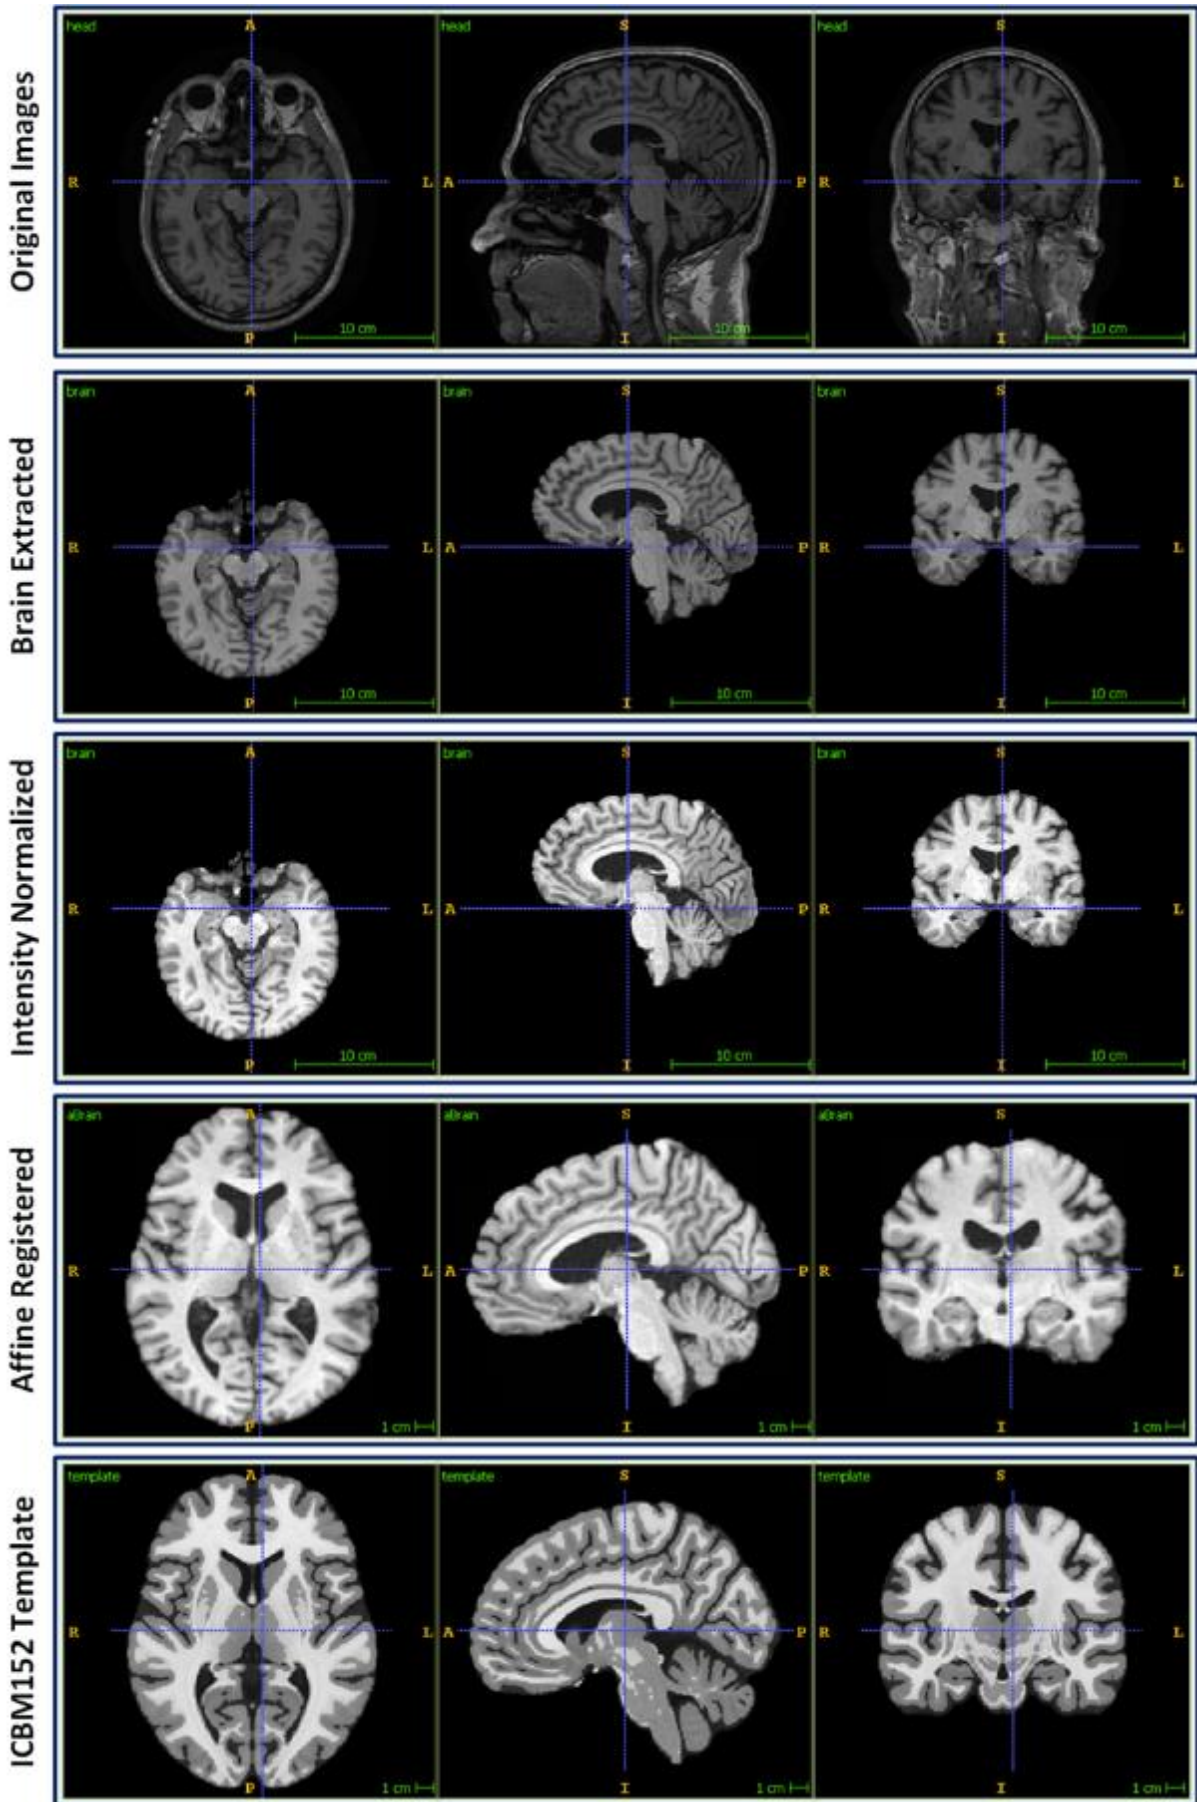 Original Images
head A R L P 10 cm
head S A P I 10 cm
head S R L I 10 cm
Brain Extracted
brain A R L P 10 cm
brain S A P I 10 cm
brain S R L I 10 cm
Intensity Normalized
brain A R L P 10 cm
brain S A P I 10 cm
brain S R L I 10 cm
Affine Registered
aBrain A R L P 1 cm
aBrain S A P I 1 cm
aBrain S R L I 1 cm
ICBM152 Template
template A R L P 1 cm
template S A P I 1 cm
template S R L I 1 cm